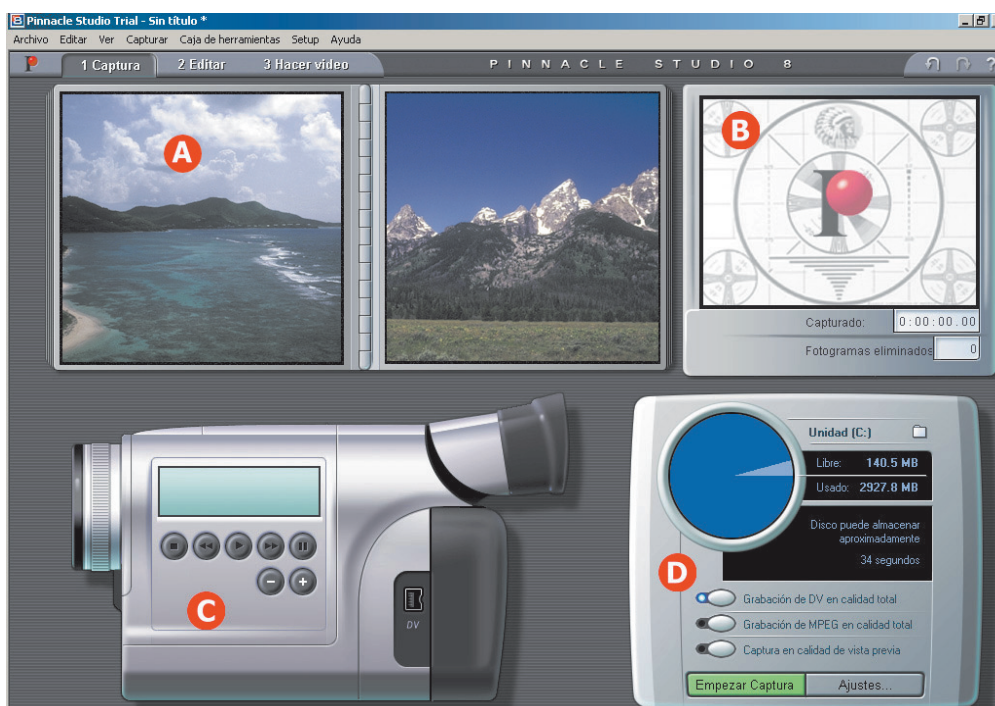 Pinnacle Studio Trial - Sin título *
Archivo Editar Ver Capturar Caja de herramientas Setup Ayuda
P 1 Captura 2 Editar 3 Hacer video PINNACLE STUDIO 8 ?
A
B
Capturado: 0:00:00.00
Fotogramas eliminados 0
C
DV
Unidad (C:)
Libre: 140.5 MB
Usado: 2927.8 MB
Disco puede almacenar
aproximadamente
34 segundos
D
Grabación de DV en calidad total
Grabación de MPEG en calidad total
Captura en calidad de vista previa
Empezar Captura Ajustes...